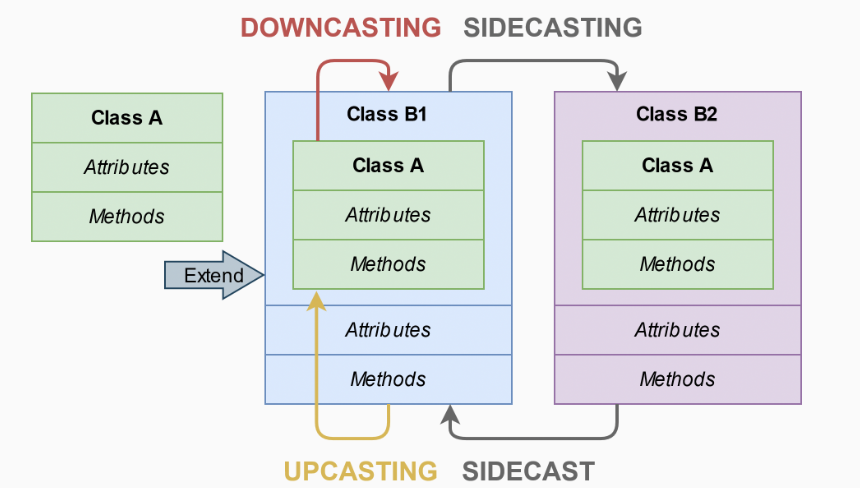 DOWNCASTING SIDECASTING
Class A
Attributes
Methods
Extend
Class B1
Class A
Attributes
Methods
Attributes
Methods
Class B2
Class A
Attributes
Methods
Attributes
Methods
UPCASTING SIDECAST